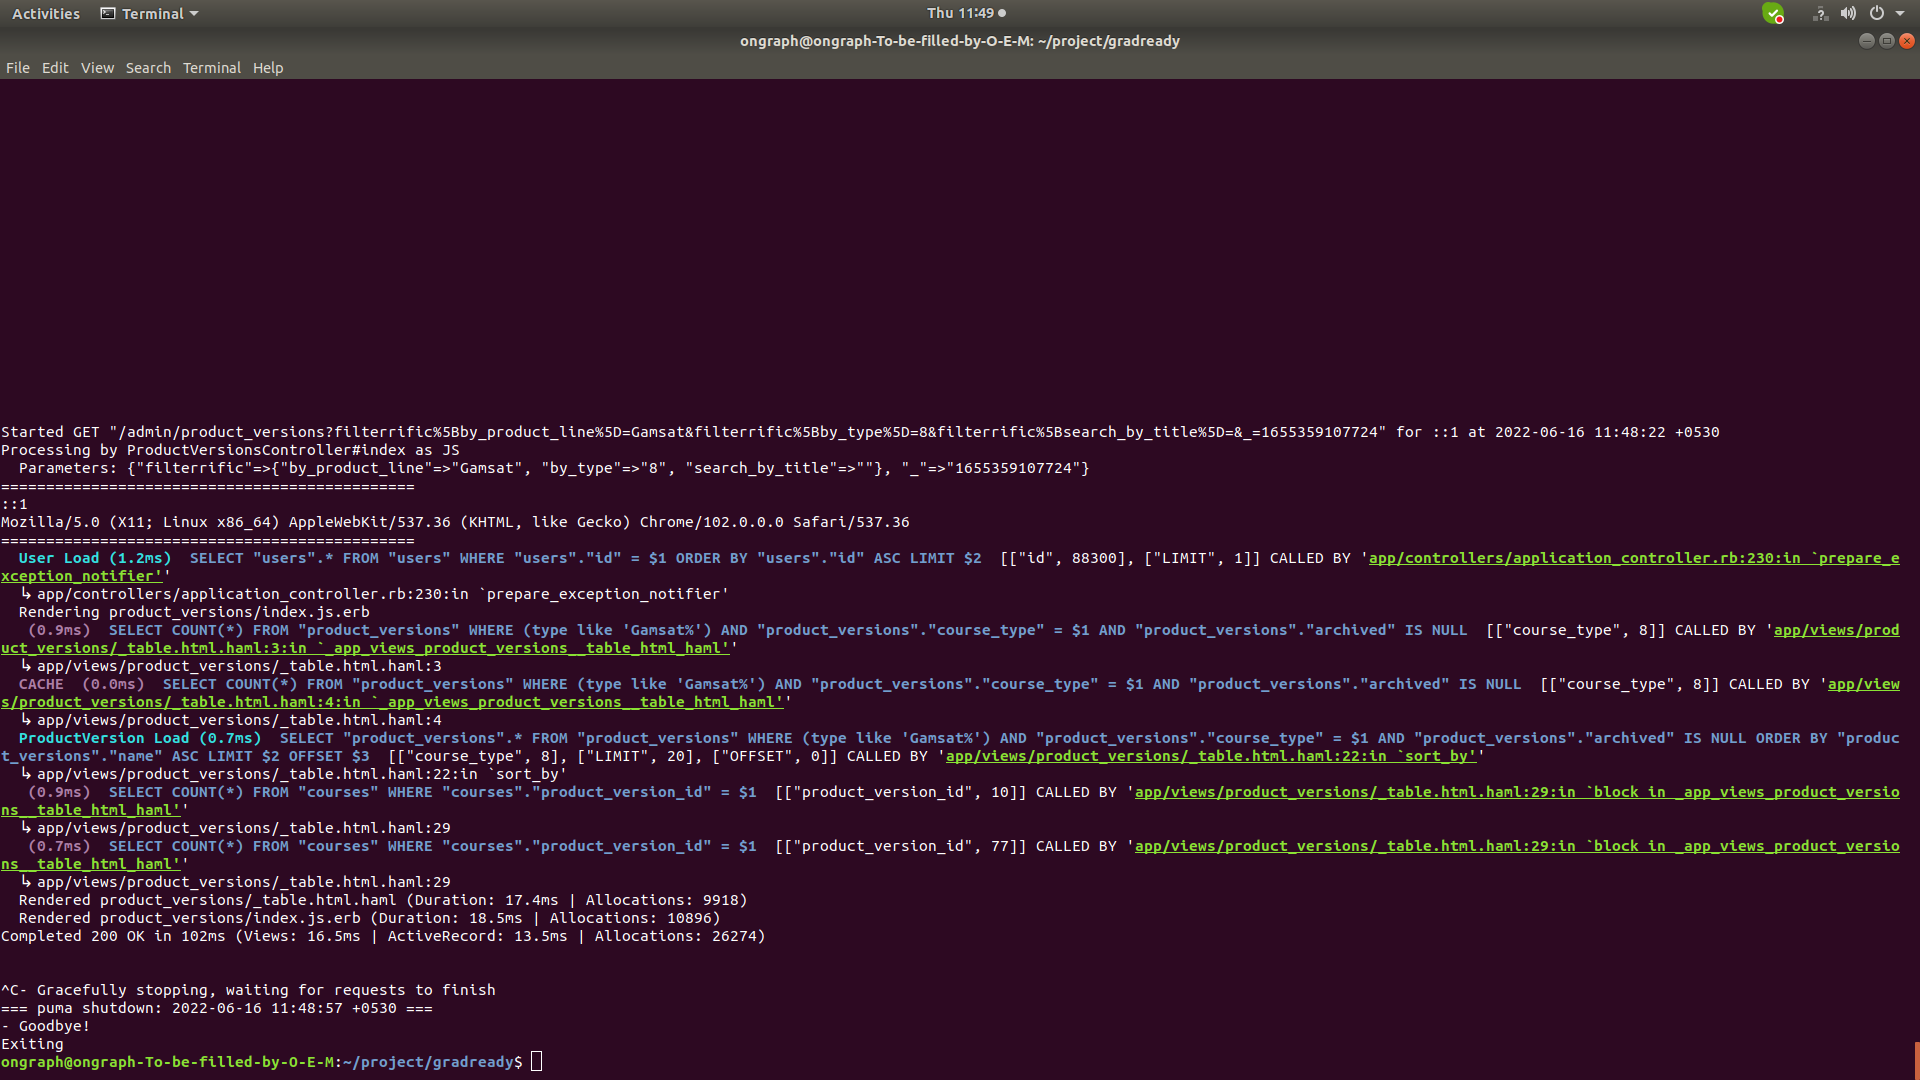 Activities Terminal Thu 11:49
ongraph@ongraph-To-be-filled-by-O-E-M: ~/project/gradready
File Edit View Search Terminal Help
Started GET "/admin/product_versions?filterrific%5Bby_product_line%5D=Gamsat&filterrific%5Bby_type%5D=8&filterrific%5Bsearch_by_title%5D=&_=1655359107724" for ::1 at 2022-06-16 11:48:22 +0530
Processing by ProductVersionsController#index as JS
  Parameters: {"filterrific"=>{"by_product_line"=>"Gamsat", "by_type"=>"8", "search_by_title"=>""}, "_"=>"1655359107724"}
==============================================
::1
Mozilla/5.0 (X11; Linux x86_64) AppleWebKit/537.36 (KHTML, like Gecko) Chrome/102.0.0.0 Safari/537.36
==============================================
  User Load (1.2ms)  SELECT "users".* FROM "users" WHERE "users"."id" = $1 ORDER BY "users"."id" ASC LIMIT $2  [["id", 88300], ["LIMIT", 1]] CALLED BY 'app/controllers/application_controller.rb:230:in `prepare_e
xception_notifier''
  ↳ app/controllers/application_controller.rb:230:in `prepare_exception_notifier'
  Rendering product_versions/index.js.erb
   (0.9ms)  SELECT COUNT(*) FROM "product_versions" WHERE (type like 'Gamsat%') AND "product_versions"."course_type" = $1 AND "product_versions"."archived" IS NULL  [["course_type", 8]] CALLED BY 'app/views/prod
uct_versions/_table.html.haml:3:in `_app_views_product_versions__table_html_haml''
  ↳ app/views/product_versions/_table.html.haml:3
  CACHE  (0.0ms)  SELECT COUNT(*) FROM "product_versions" WHERE (type like 'Gamsat%') AND "product_versions"."course_type" = $1 AND "product_versions"."archived" IS NULL  [["course_type", 8]] CALLED BY 'app/view
s/product_versions/_table.html.haml:4:in `_app_views_product_versions__table_html_haml''
  ↳ app/views/product_versions/_table.html.haml:4
  ProductVersion Load (0.7ms)  SELECT "product_versions".* FROM "product_versions" WHERE (type like 'Gamsat%') AND "product_versions"."course_type" = $1 AND "product_versions"."archived" IS NULL ORDER BY "produc
t_versions"."name" ASC LIMIT $2 OFFSET $3  [["course_type", 8], ["LIMIT", 20], ["OFFSET", 0]] CALLED BY 'app/views/product_versions/_table.html.haml:22:in `sort_by''
  ↳ app/views/product_versions/_table.html.haml:22:in `sort_by'
   (0.9ms)  SELECT COUNT(*) FROM "courses" WHERE "courses"."product_version_id" = $1  [["product_version_id", 10]] CALLED BY 'app/views/product_versions/_table.html.haml:29:in `block in _app_views_product_versio
ns__table_html_haml''
  ↳ app/views/product_versions/_table.html.haml:29
   (0.7ms)  SELECT COUNT(*) FROM "courses" WHERE "courses"."product_version_id" = $1  [["product_version_id", 77]] CALLED BY 'app/views/product_versions/_table.html.haml:29:in `block in _app_views_product_versio
ns__table_html_haml''
  ↳ app/views/product_versions/_table.html.haml:29
  Rendered product_versions/_table.html.haml (Duration: 17.4ms | Allocations: 9918)
  Rendered product_versions/index.js.erb (Duration: 18.5ms | Allocations: 10896)
Completed 200 OK in 102ms (Views: 16.5ms | ActiveRecord: 13.5ms | Allocations: 26274)
^C- Gracefully stopping, waiting for requests to finish
=== puma shutdown: 2022-06-16 11:48:57 +0530 ===
- Goodbye!
Exiting
ongraph@ongraph-To-be-filled-by-O-E-M:~/project/gradready$